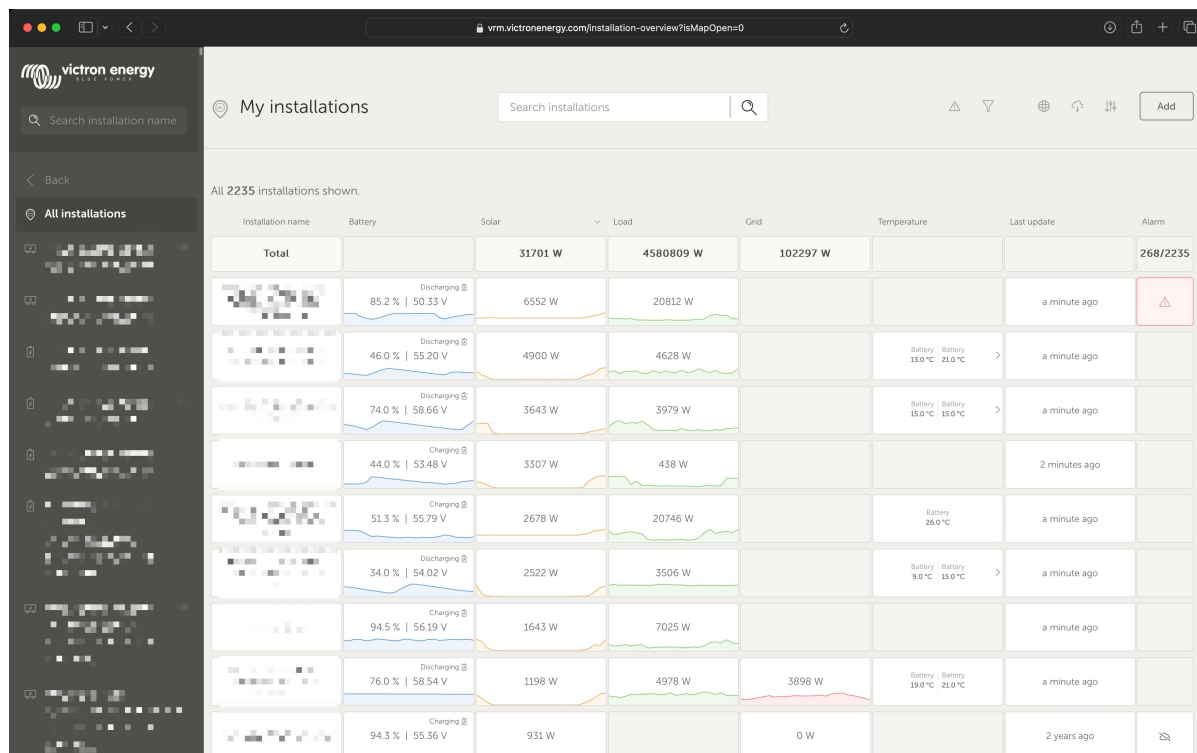 vrm.victronenergy.com/installation-overview?isMapOpen=0
victron energy
BLUE POWER
Search installation name
Back
All installations
My installations
Search installations
Add
All 2235 installations shown.
Installation name Battery Solar Load Grid Temperature Last update Alarm
Total 31701 W 4580809 W 102297 W 268/2235
Discharging
85.2 % | 50.33 V 6552 W 20812 W a minute ago
Discharging
46.0 % | 55.20 V 4900 W 4628 W Battery 13.0 °C Battery 21.0 °C a minute ago
Discharging
74.0 % | 58.66 V 3643 W 3979 W Battery 15.0 °C Battery 15.0 °C a minute ago
Charging
44.0 % | 53.48 V 3307 W 438 W 2 minutes ago
Charging
51.3 % | 55.79 V 2678 W 20746 W Battery 26.0 °C a minute ago
Discharging
34.0 % | 54.02 V 2522 W 3506 W Battery 9.0 °C Battery 15.0 °C a minute ago
Charging
94.5 % | 56.19 V 1643 W 7025 W a minute ago
Discharging
76.0 % | 58.54 V 1198 W 4978 W 3898 W Battery 19.0 °C Battery 21.0 °C a minute ago
Charging
94.3 % | 55.36 V 931 W 0 W 2 years ago